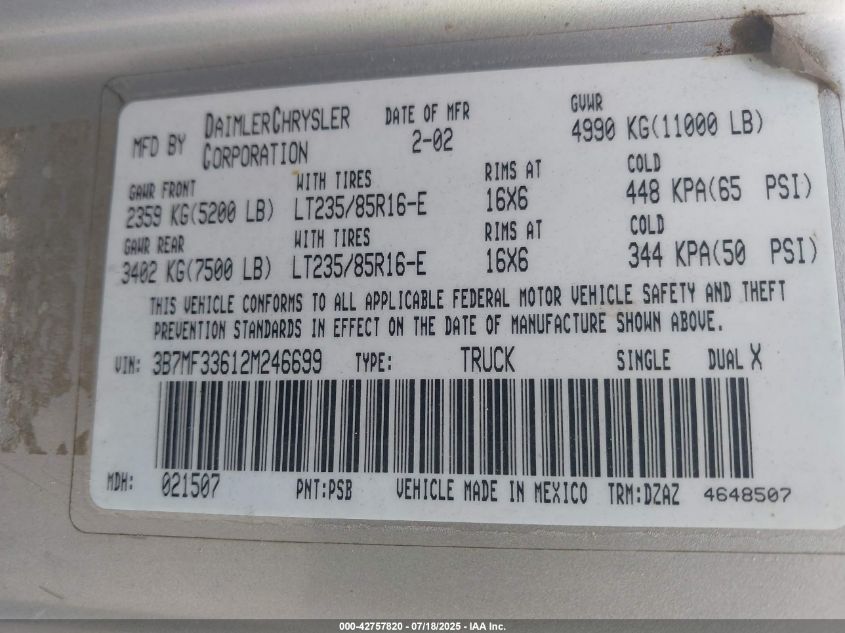 MFD BY DAIMLERCHRYSLER CORPORATION DATE OF MFR 2-02 GVWR 4990 KG(11000 LB)
GAWR FRONT WITH TIRES RIMS AT COLD
2359 KG(5200 LB) LT235/85R16-E 16X6 448 KPA(65 PSI)
GAWR REAR WITH TIRES RIMS AT COLD
3402 KG(7500 LB) LT235/85R16-E 16X6 344 KPA(50 PSI)
THIS VEHICLE CONFORMS TO ALL APPLICABLE FEDERAL MOTOR VEHICLE SAFETY AND THEFT
PREVENTION STANDARDS IN EFFECT ON THE DATE OF MANUFACTURE SHOWN ABOVE.
VIN: 3B7MF33612M246699 TYPE: TRUCK SINGLE DUAL X
MDH: 021507 PNT:PSB VEHICLE MADE IN MEXICO TRM:DZAZ 4648507
000-42757820 - 07/18/2025 - IAA Inc.